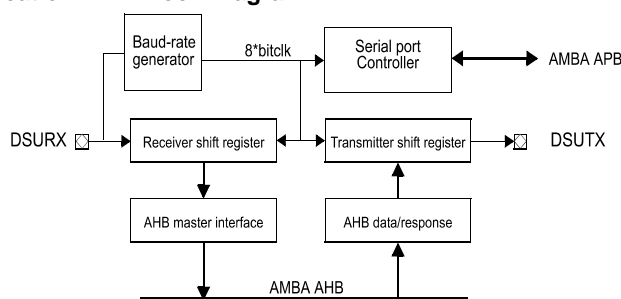 Baud-rate
generator
8*bitclk
Serial port
Controller
AMBA APB
DSURX
Receiver shift register
Transmitter shift register
DSUTX
AHB master interface
AHB data/response
AMBA AHB